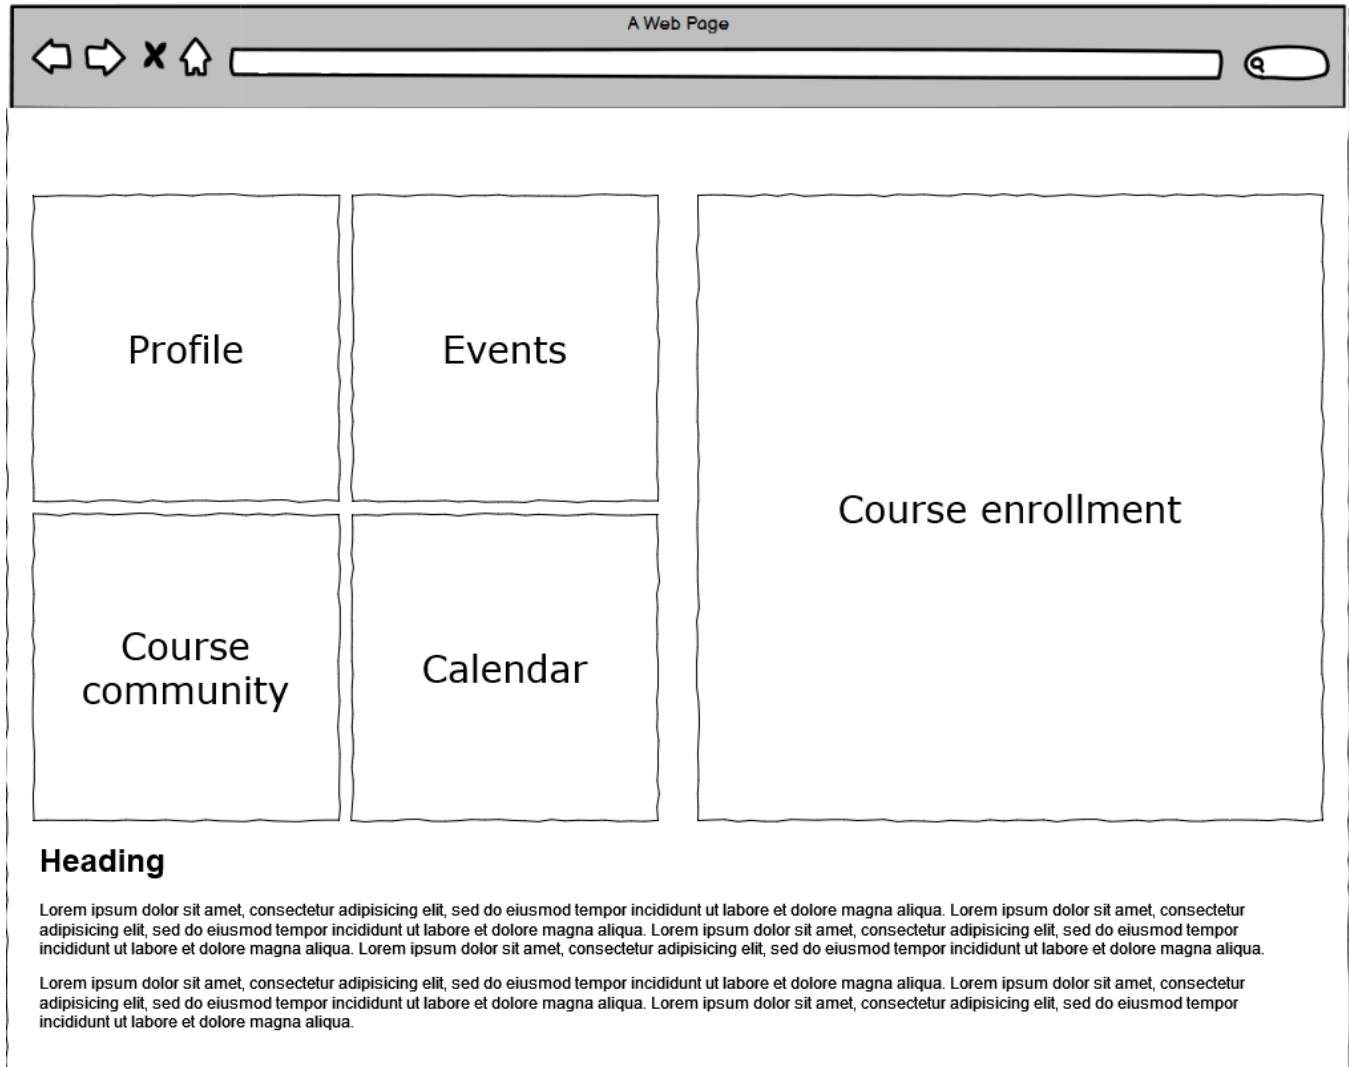 A Web Page
Profile
Events
Course enrollment
Course
community
Calendar
Heading
Lorem ipsum dolor sit amet, consectetur adipisicing elit, sed do eiusmod tempor incididunt ut labore et dolore magna aliqua. Lorem ipsum dolor sit amet, consectetur
adipisicing elit, sed do eiusmod tempor incididunt ut labore et dolore magna aliqua. Lorem ipsum dolor sit amet, consectetur adipisicing elit, sed do eiusmod tempor
incididunt ut labore et dolore magna aliqua. Lorem ipsum dolor sit amet, consectetur adipisicing elit, sed do eiusmod tempor incididunt ut labore et dolore magna aliqua.
Lorem ipsum dolor sit amet, consectetur adipisicing elit, sed do eiusmod tempor incididunt ut labore et dolore magna aliqua. Lorem ipsum dolor sit amet, consectetur
adipisicing elit, sed do eiusmod tempor incididunt ut labore et dolore magna aliqua. Lorem ipsum dolor sit amet, consectetur adipisicing elit, sed do eiusmod tempor
incididunt ut labore et dolore magna aliqua.